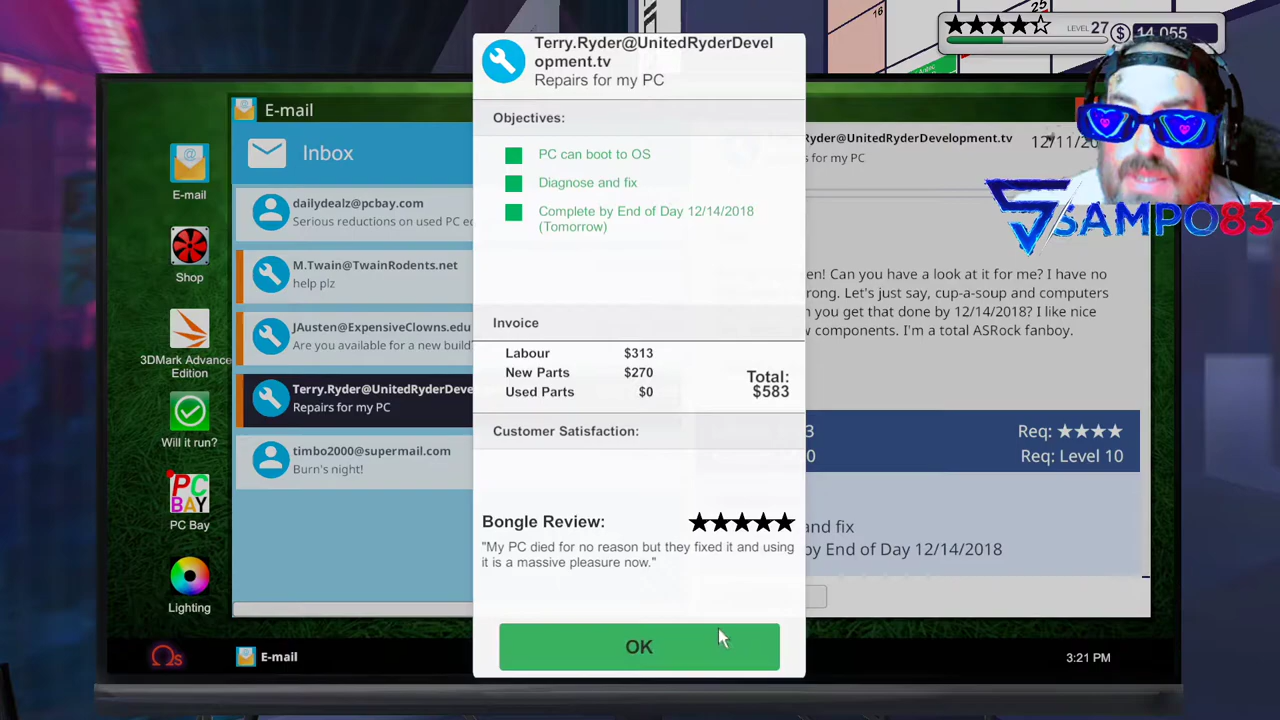 16
25
LEVEL 27
$ 14,055
Terry.Ryder@UnitedRyderDevel
opment.tv
Repairs for my PC
Objectives:
PC can boot to OS
Diagnose and fix
Complete by End of Day 12/14/2018
(Tomorrow)
Invoice
Labour $313
New Parts $270
Used Parts $0
Total:
$583
Customer Satisfaction:
Bongle Review: ★★★★★
"My PC died for no reason but they fixed it and using
it is a massive pleasure now."
OK
E-mail
Inbox
dailydealz@pcbay.com
Serious reductions on used PC ec
M.Twain@TwainRodents.net
help plz
JAusten@ExpensiveClowns.edu
Are you available for a new build
Terry.Ryder@UnitedRyderDeve
Repairs for my PC
timbo2000@supermail.com
Burn's night!
Ryder@UnitedRyderDevelopment.tv
s for my PC
12/11/20
en! Can you have a look at it for me? I have no
rong. Let's just say, cup-a-soup and computers
n you get that done by 12/14/2018? I like nice
w components. I'm a total ASRock fanboy.
3 Req: ★★★★
0 Req: Level 10
and fix
by End of Day 12/14/2018
E-mail
Shop
3DMark Advance
Edition
Will it run?
PC
BAY
PC Bay
Lighting
Ωs
E-mail
3:21 PM
SAMPO83